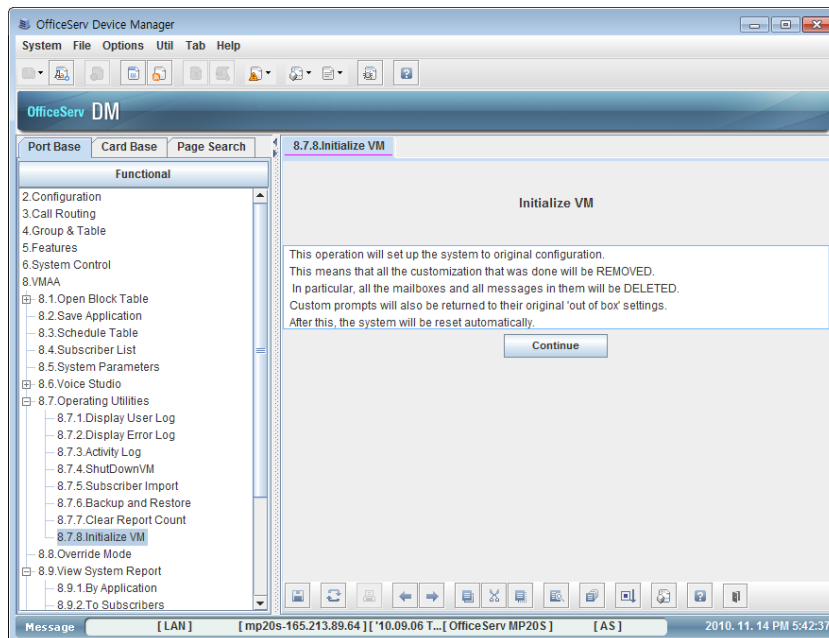 OfficeServ Device Manager
System File Options Util Tab Help
OfficeServ DM
Port Base Card Base Page Search
Functional
2.Configuration
3.Call Routing
4.Group & Table
5.Features
6.System Control
8.VMAA
8.1.Open Block Table
8.2.Save Application
8.3.Schedule Table
8.4.Subscriber List
8.5.System Parameters
8.6.Voice Studio
8.7.Operating Utilities
8.7.1.Display User Log
8.7.2.Display Error Log
8.7.3.Activity Log
8.7.4.ShutDownVM
8.7.5.Subscriber Import
8.7.6.Backup and Restore
8.7.7.Clear Report Count
8.7.8.Initialize VM
8.8.Override Mode
8.9.View System Report
8.9.1.By Application
8.9.2.To Subscribers
8.7.8.Initialize VM
Initialize VM
This operation will set up the system to original configuration.
This means that all the customization that was done will be REMOVED.
In particular, all the mailboxes and all messages in them will be DELETED.
Custom prompts will also be returned to their original 'out of box' settings.
After this, the system will be reset automatically.
Continue
Message [LAN] [mp20s-165.213.89.64] ['10.09.06 T...[OfficeServ MP20S] [AS] 2010. 11. 14 PM 5:42:37